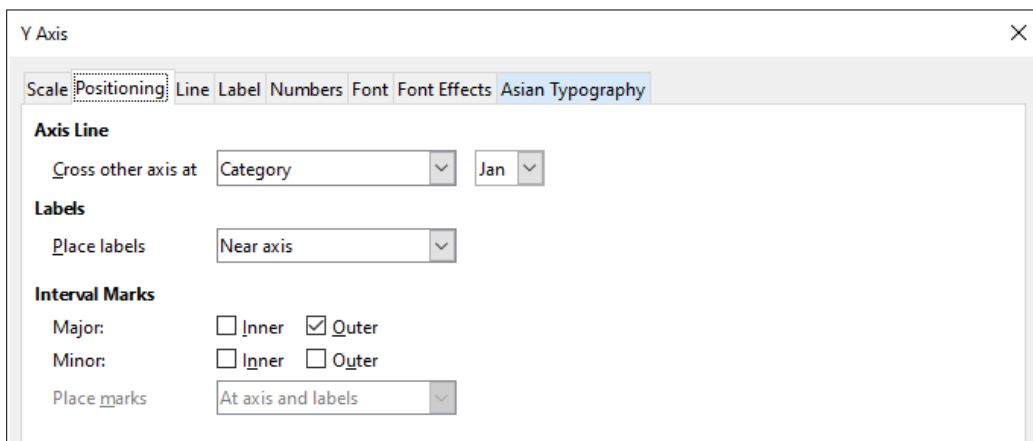 Y Axis
Scale Positioning Line Label Numbers Font Font Effects Asian Typography
Axis Line
Cross other axis at Category Jan
Labels
Place labels Near axis
Interval Marks
Major: Inner Outer
Minor: Inner Outer
Place marks At axis and labels